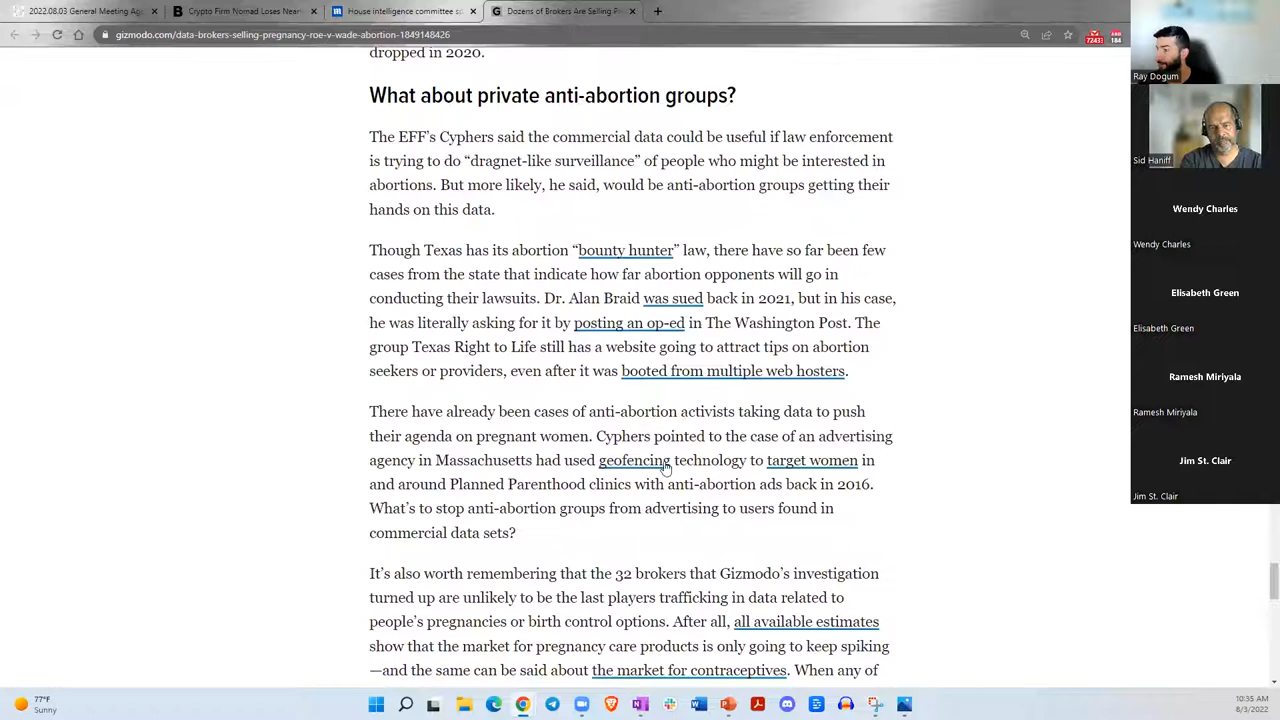 2022.08.03 General Meeting Ag
Crypto Firm Nomad Loses Near
House intelligence committee s
Dozens of Brokers Are Selling P
gizmodo.com/data-brokers-selling-pregnancy-roe-v-wade-abortion-1849148426
dropped in 2020.
What about private anti-abortion groups?
The EFF’s Cyphers said the commercial data could be useful if law enforcement
is trying to do “dragnet-like surveillance” of people who might be interested in
abortions. But more likely, he said, would be anti-abortion groups getting their
hands on this data.
Though Texas has its abortion “bounty hunter” law, there have so far been few
cases from the state that indicate how far abortion opponents will go in
conducting their lawsuits. Dr. Alan Braid was sued back in 2021, but in his case,
he was literally asking for it by posting an op-ed in The Washington Post. The
group Texas Right to Life still has a website going to attract tips on abortion
seekers or providers, even after it was booted from multiple web hosters.
There have already been cases of anti-abortion activists taking data to push
their agenda on pregnant women. Cyphers pointed to the case of an advertising
agency in Massachusetts had used geofencing technology to target women in
and around Planned Parenthood clinics with anti-abortion ads back in 2016.
What’s to stop anti-abortion groups from advertising to users found in
commercial data sets?
It’s also worth remembering that the 32 brokers that Gizmodo’s investigation
turned up are unlikely to be the last players trafficking in data related to
people’s pregnancies or birth control options. After all, all available estimates
show that the market for pregnancy care products is only going to keep spiking
—and the same can be said about the market for contraceptives. When any of
Ray Dogum
Sid Haniff
Wendy Charles
Wendy Charles
Elisabeth Green
Elisabeth Green
Ramesh Miriyala
Ramesh Miriyala
Jim St. Clair
Jim St. Clair
77°F
Sunny
10:35 AM
8/3/2022